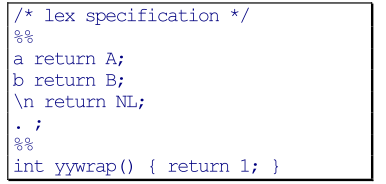 /* lex specification */
%%
a return A;
b return B;
\n return NL;
. ;
%%
int yywrap() { return 1; }